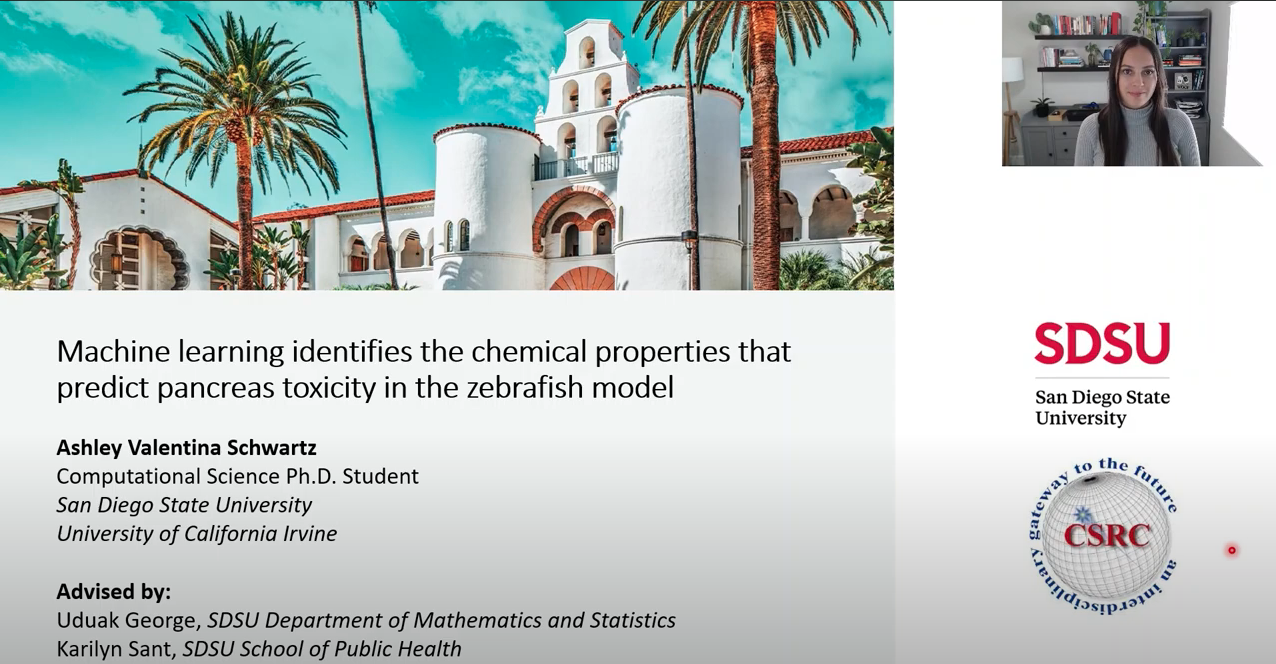 Machine learning identifies the chemical properties that
predict pancreas toxicity in the zebrafish model
Ashley Valentina Schwartz
Computational Science Ph.D. Student
San Diego State University
University of California Irvine
Advised by:
Uduak George, SDSU Department of Mathematics and Statistics
Karilyn Sant, SDSU School of Public Health
SDSU
San Diego State
University
gateway to the future
CSRC
an interdisciplinary